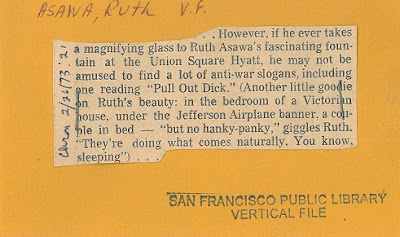 ASAWA, Ruth V.F.
Chron 2/26/73:21
. . . However, if he ever takes
a magnifying glass to Ruth Asawa's fascinating foun-
tain at the Union Square Hyatt, he may not be
amused to find a lot of anti-war slogans, including
one reading "Pull Out Dick." (Another little goodie
on Ruth's beauty: in the bedroom of a Victorian
house, under the Jefferson Airplane banner, a cou-
ple in bed — "but no hanky-panky," giggles Ruth.
"They're doing what comes naturally. You know,
sleeping") . . .
SAN FRANCISCO PUBLIC LIBRARY
VERTICAL FILE